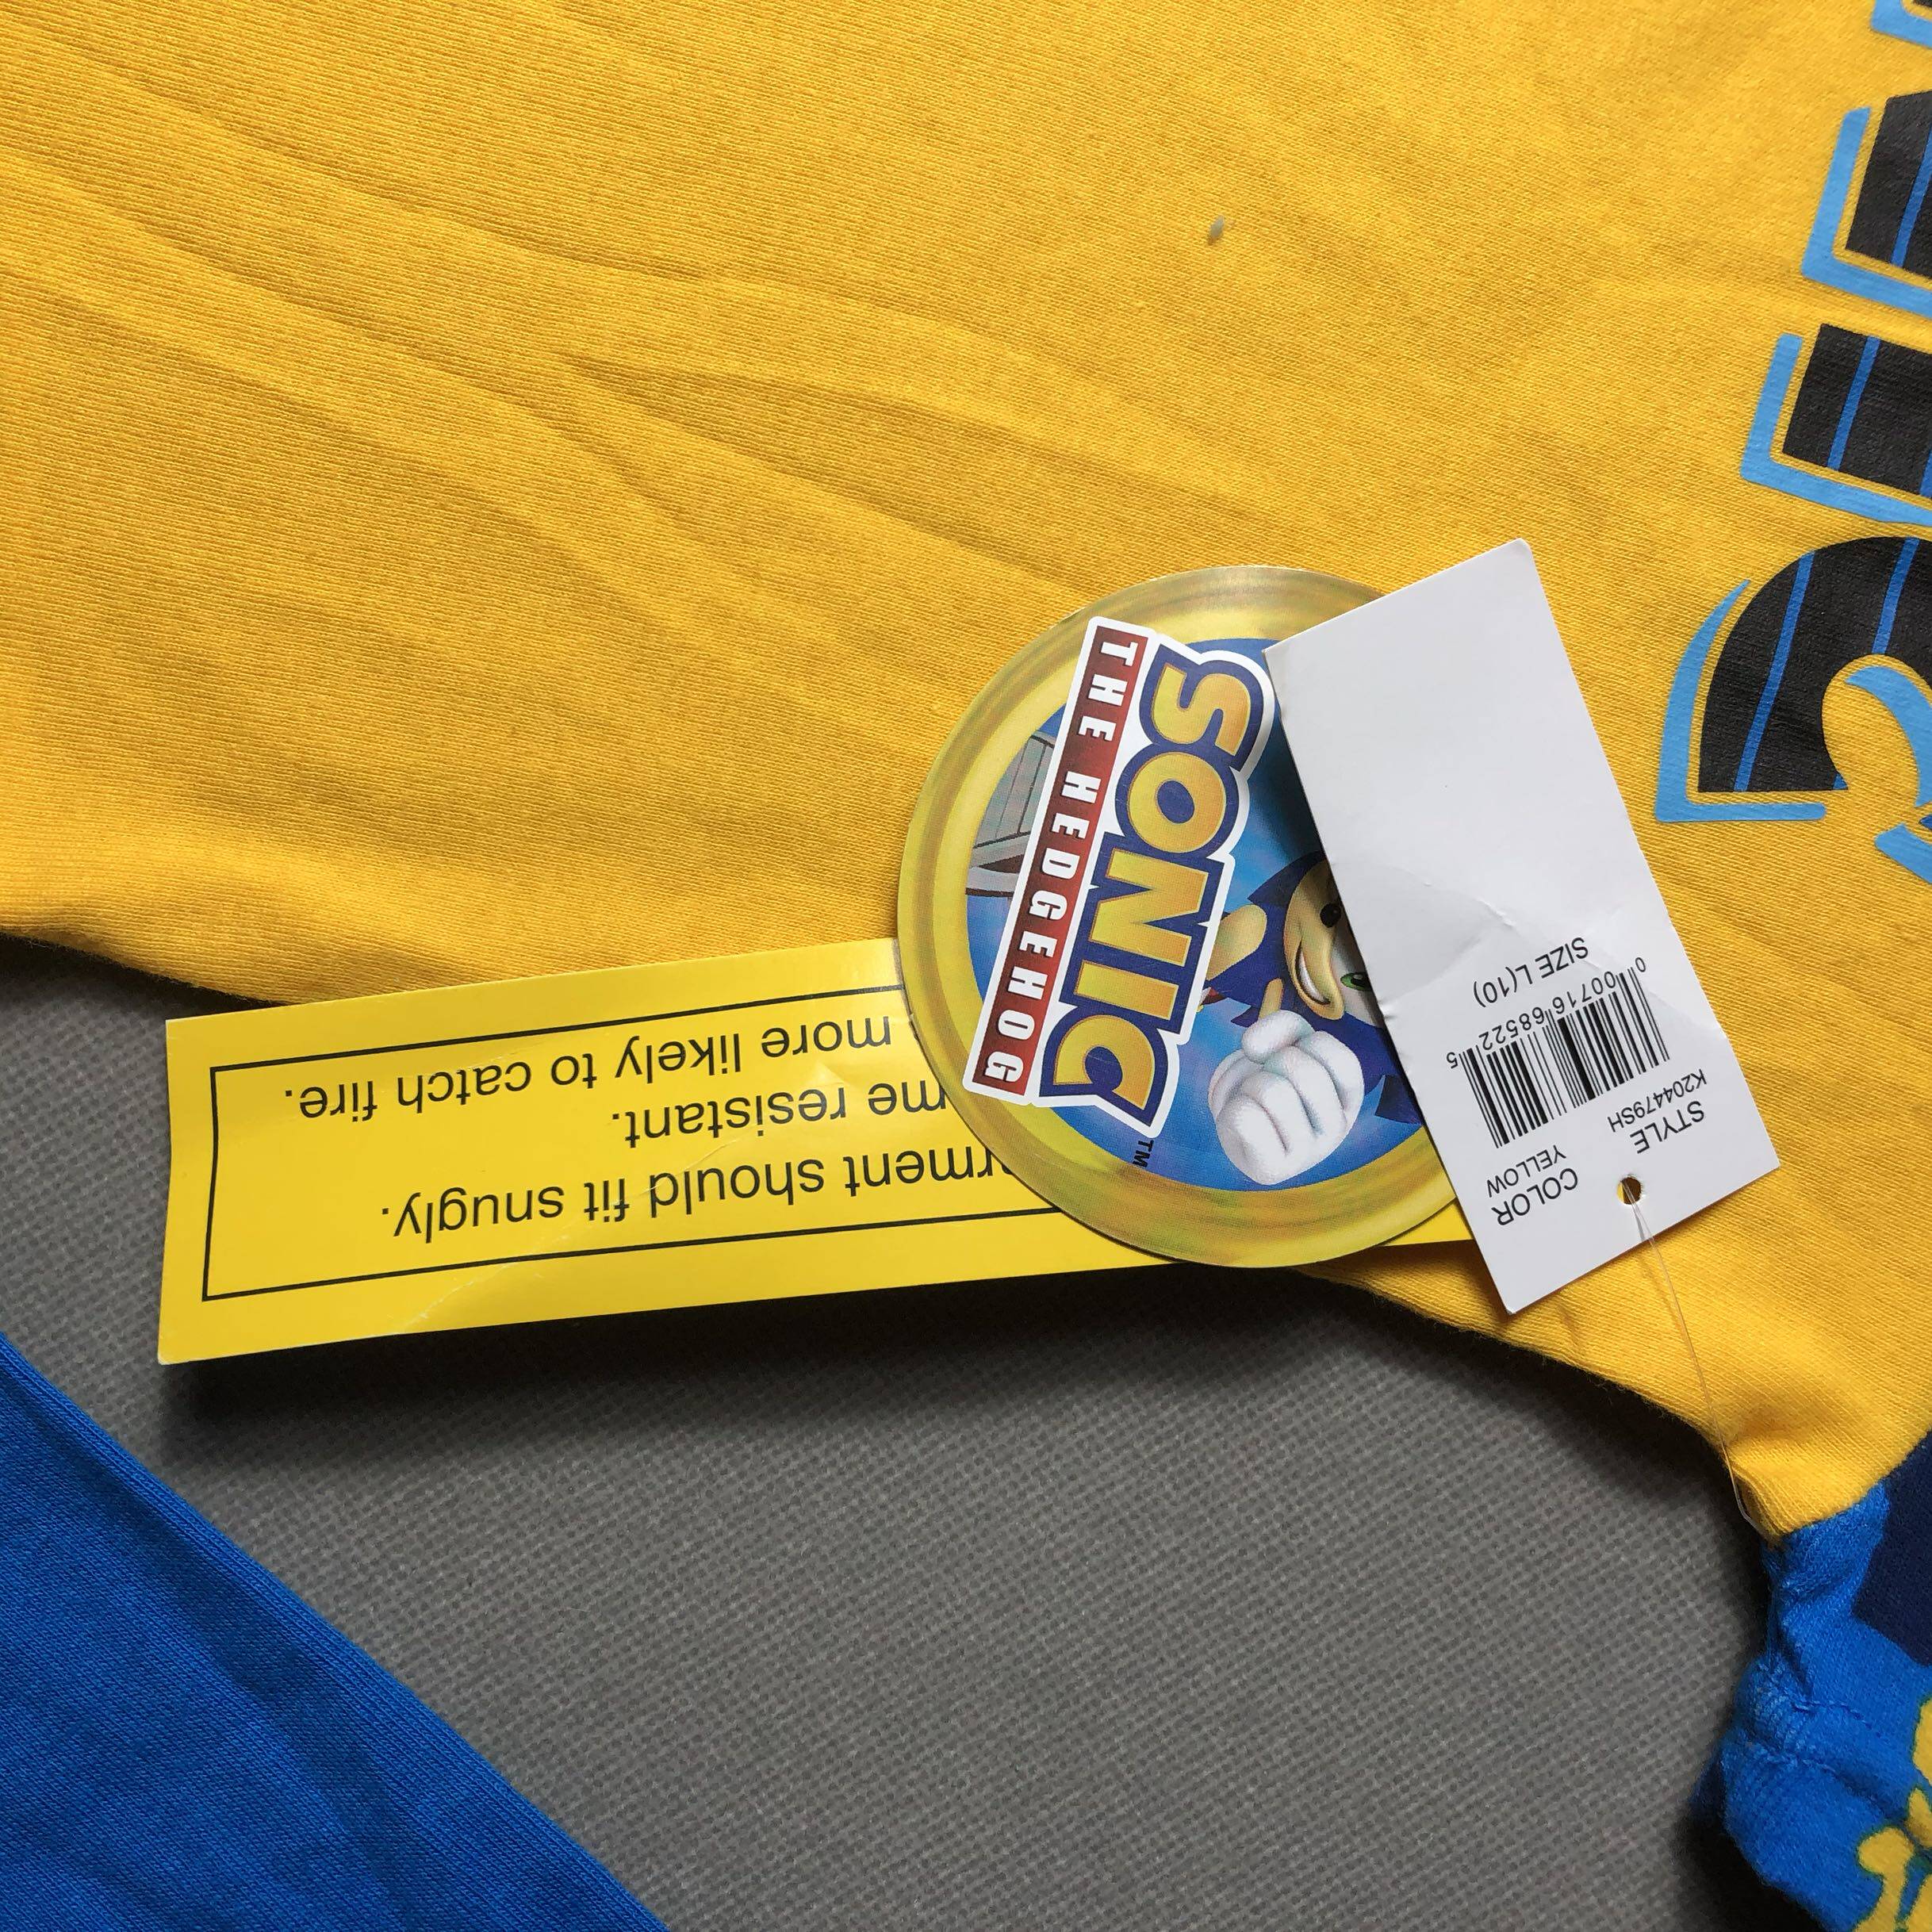 SONIC
THE HEDGEHOG
TM
rment should fit snugly.
me resistant.
more likely to catch fire.
STYLE
K204479SH
COLOR
YELLOW
0 00716 68522 5
SIZE L(10)